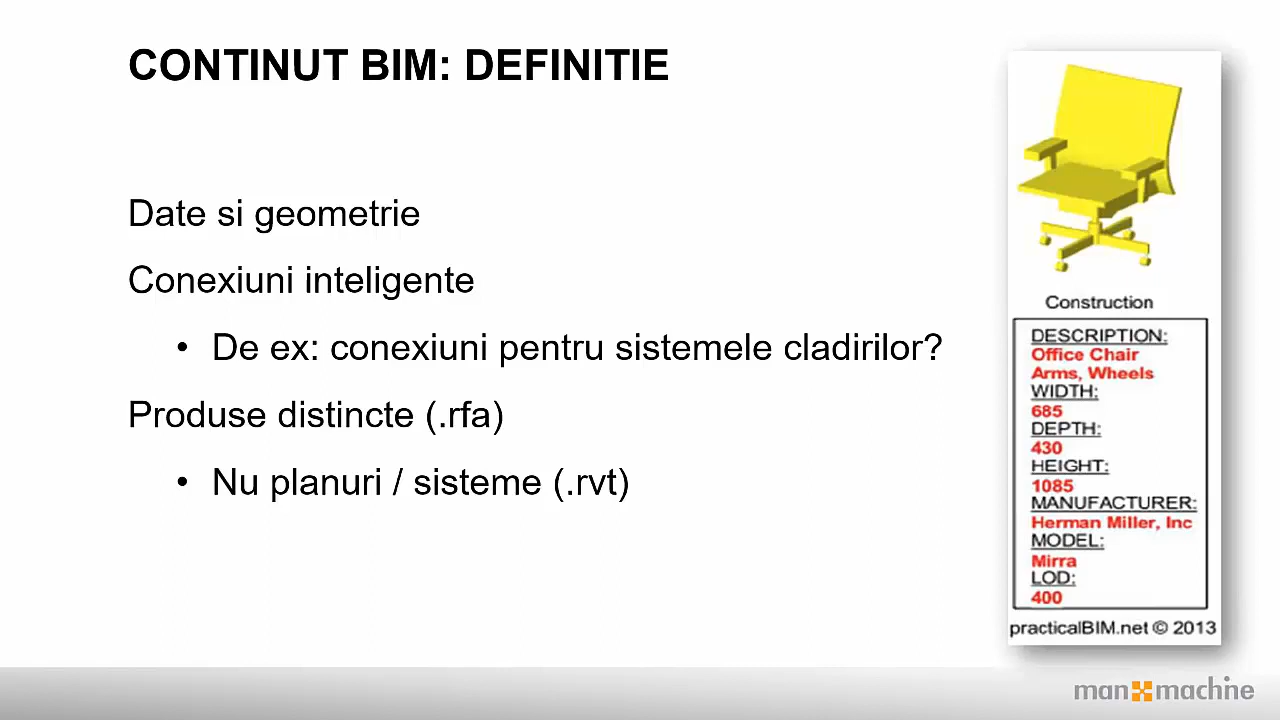 CONTINUT BIM: DEFINITIE
Date si geometrie
Conexiuni inteligente
• De ex: conexiuni pentru sistemele cladirilor?
Produse distincte (.rfa)
• Nu planuri / sisteme (.rvt)
Construction
DESCRIPTION:
Office Chair
Arms, Wheels
WIDTH:
685
DEPTH:
430
HEIGHT:
1085
MANUFACTURER:
Herman Miller, Inc
MODEL:
Mirra
LOD:
400
practicalBIM.net © 2013
man machine